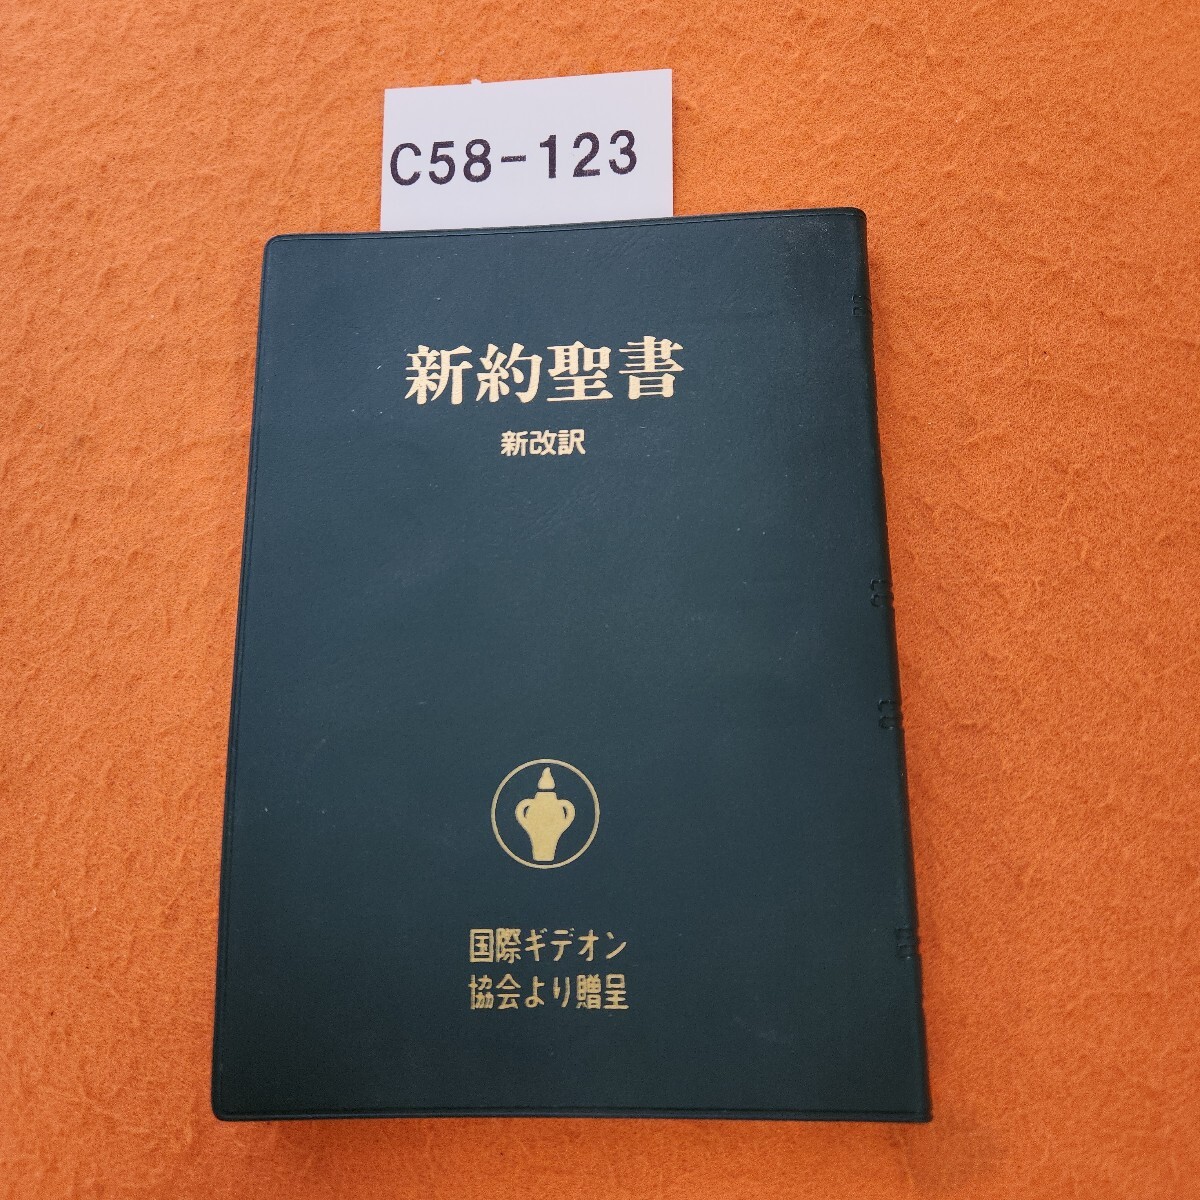 C58-123
新約聖書
新改訳
国際ギデオン
協会より贈呈